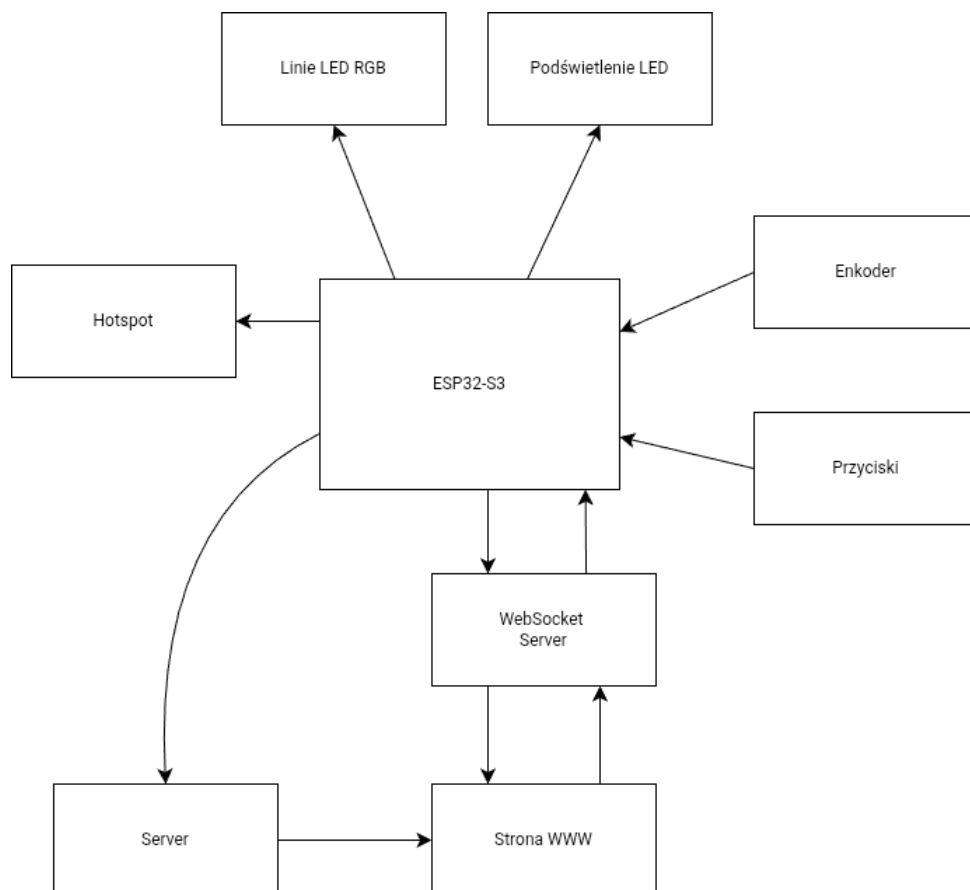 Linie LED RGB
Podświetlenie LED
Enkoder
Hotspot
ESP32-S3
Przyciski
WebSocket
Server
Server
Strona WWW